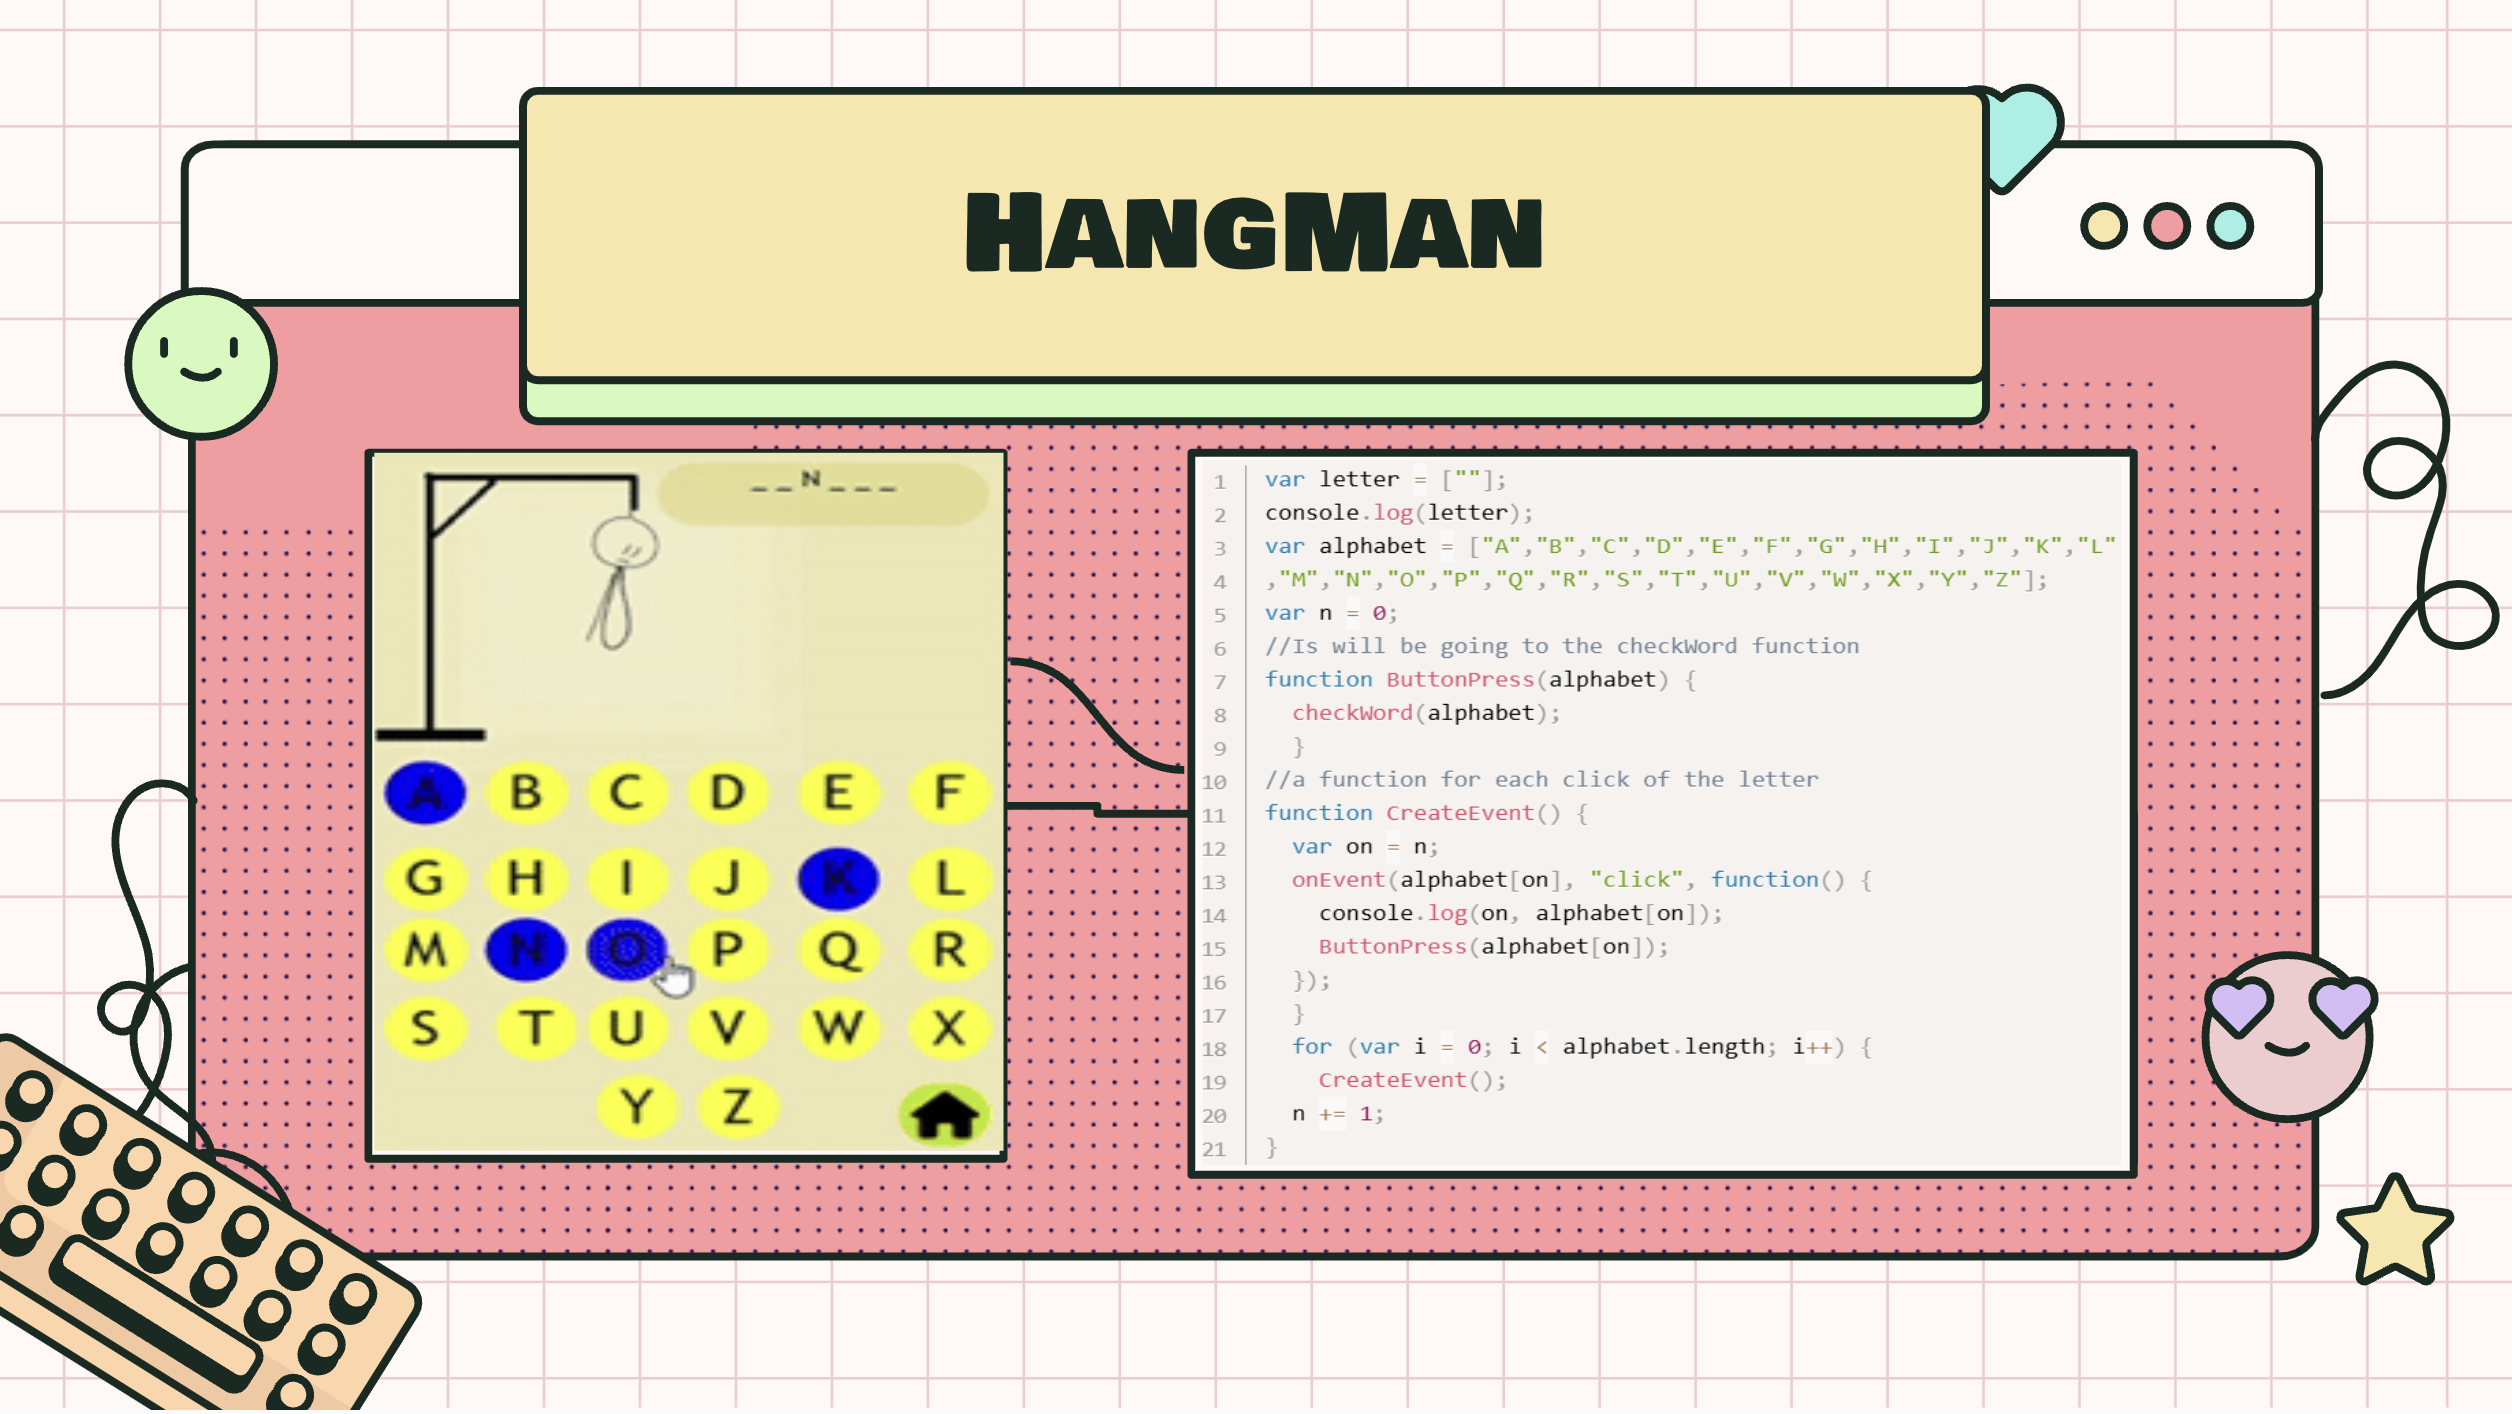 HANGMAN
__N___
A B C D E F
G H I J K L
M N O P Q R
S T U V W X
Y Z
1 var letter = [""];
2 console.log(letter);
3 var alphabet = ["A","B","C","D","E","F","G","H","I","J","K","L"
4 ,"M","N","O","P","Q","R","S","T","U","V","W","X","Y","Z"];
5 var n = 0;
6 //Is will be going to the checkWord function
7 function ButtonPress(alphabet) {
8 checkWord(alphabet);
9 }
10 //a function for each click of the letter
11 function CreateEvent() {
12 var on = n;
13 onEvent(alphabet[on], "click", function() {
14 console.log(on, alphabet[on]);
15 ButtonPress(alphabet[on]);
16 });
17 }
18 for (var i = 0; i < alphabet.length; i++) {
19 CreateEvent();
20 n += 1;
21 }